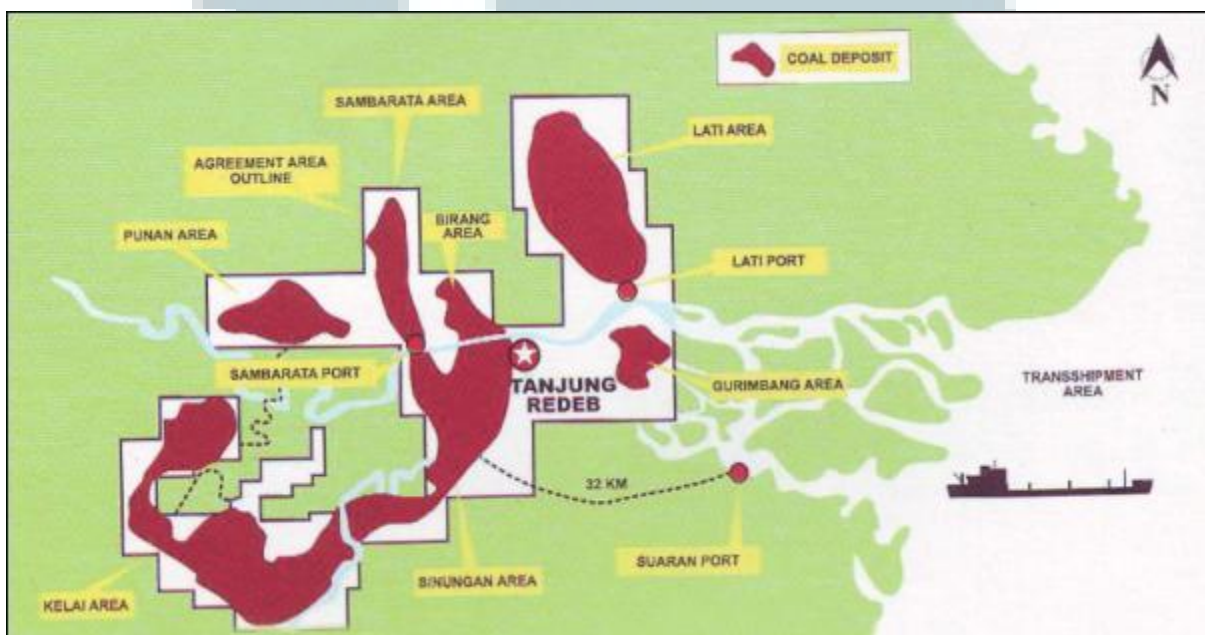 COAL DEPOSIT
N
SAMBARATA AREA
LATI AREA
AGREEMENT AREA
OUTLINE
BIRANG
AREA
PUNAN AREA
LATI PORT
SAMBARATA PORT
TANJUNG
REDEB
GURIMBANG AREA
TRANSSHIPMENT
AREA
32 KM
SUARAN PORT
SINUNGAN AREA
KELAI AREA